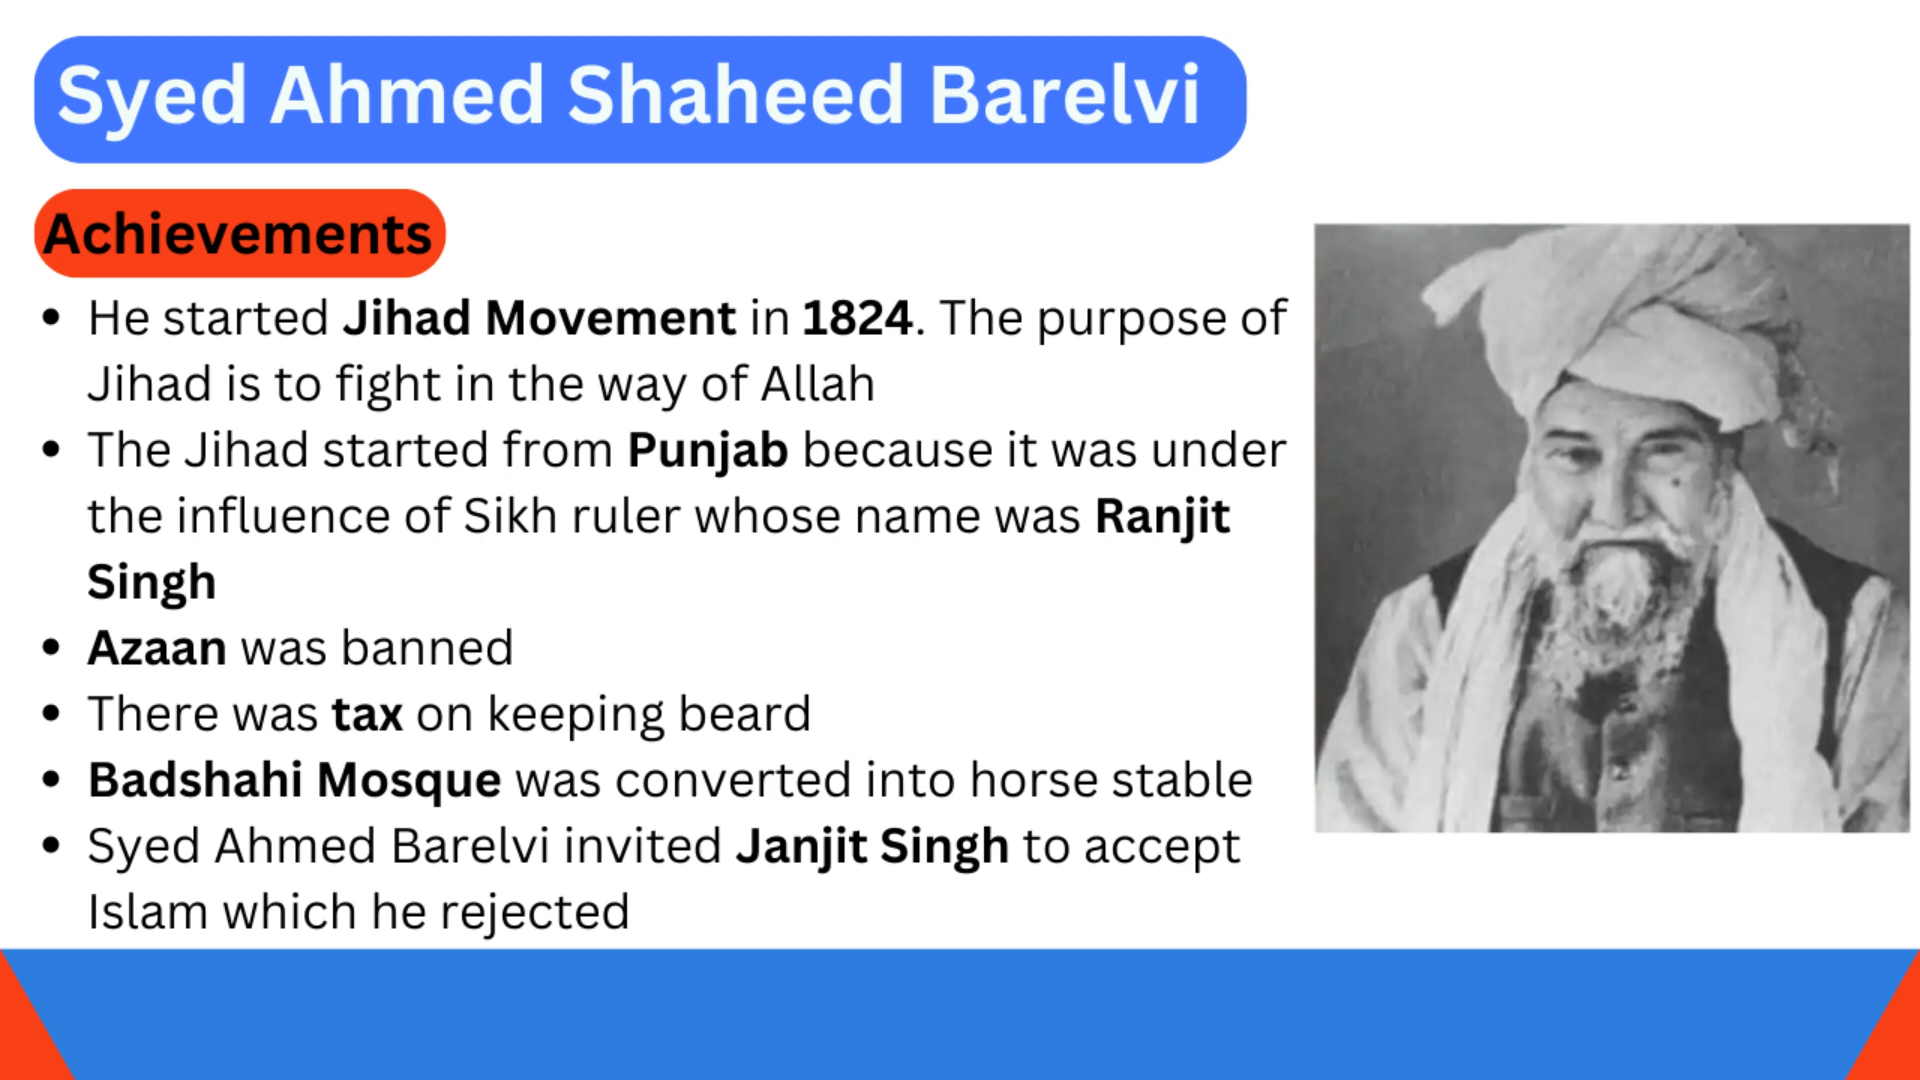 Syed Ahmed Shaheed Barelvi
Achievements
• He started Jihad Movement in 1824. The purpose of
Jihad is to fight in the way of Allah
• The Jihad started from Punjab because it was under
the influence of Sikh ruler whose name was Ranjit
Singh
• Azaan was banned
• There was tax on keeping beard
• Badshahi Mosque was converted into horse stable
• Syed Ahmed Barelvi invited Janjit Singh to accept
Islam which he rejected